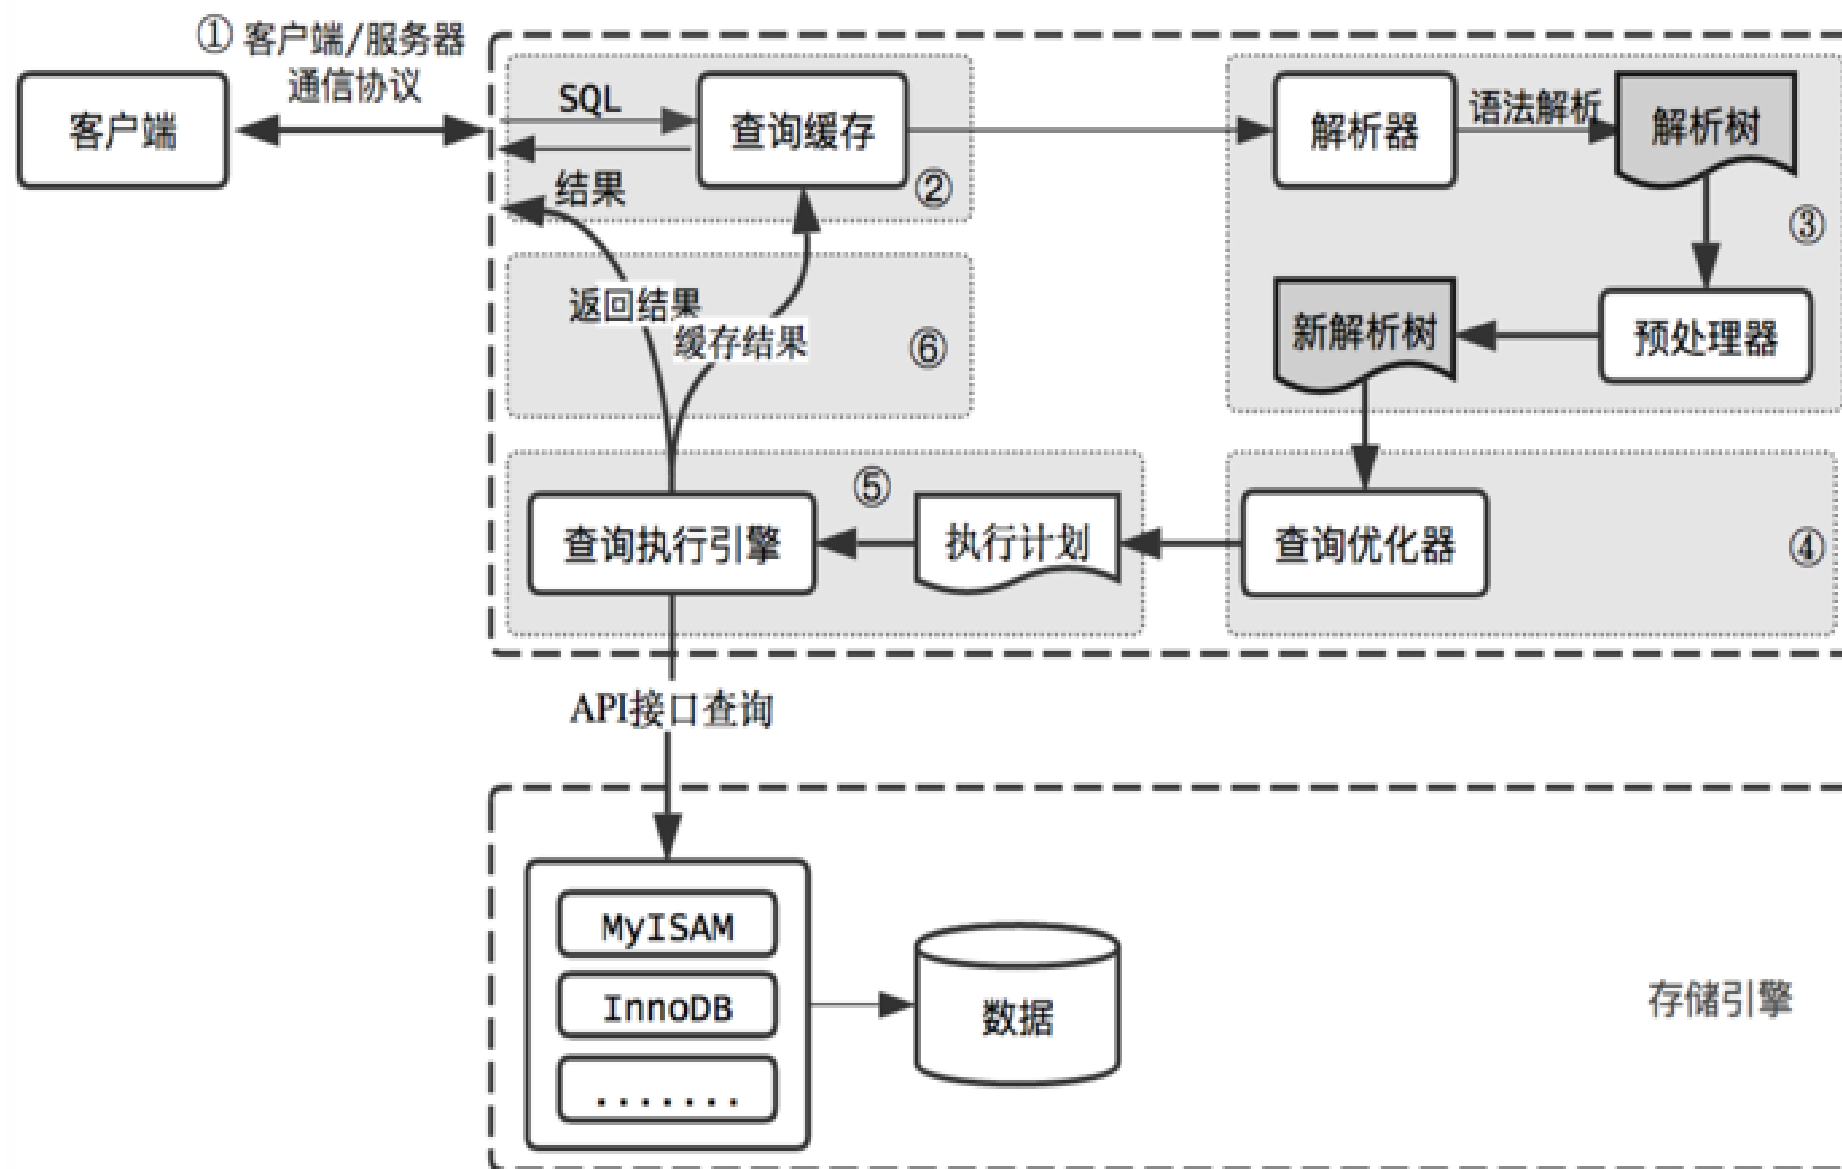 ① 客户端/服务器
通信协议
客户端
SQL
查询缓存
结果
②
解析器
语法解析
解析树
③
预处理器
新解析树
返回结果
缓存结果
⑥
⑤
查询执行引擎
执行计划
查询优化器
④
API接口查询
MyISAM
InnoDB
.......
数据
存储引擎